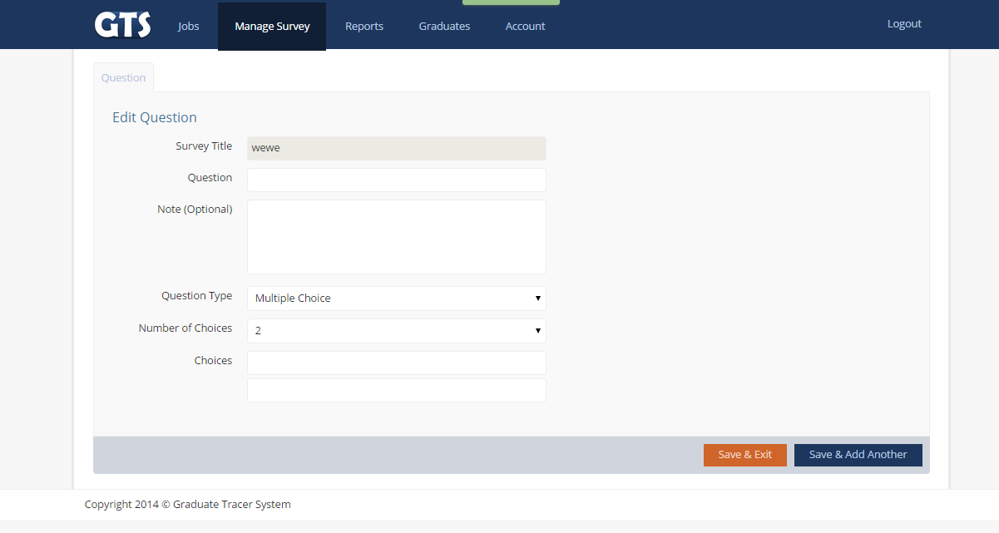 GTS Jobs Manage Survey Reports Graduates Account Logout
Question
Edit Question
Survey Title wewe
Question
Note (Optional)
Question Type Multiple Choice
Number of Choices 2
Choices
Save & Exit Save & Add Another
Copyright 2014 © Graduate Tracer System